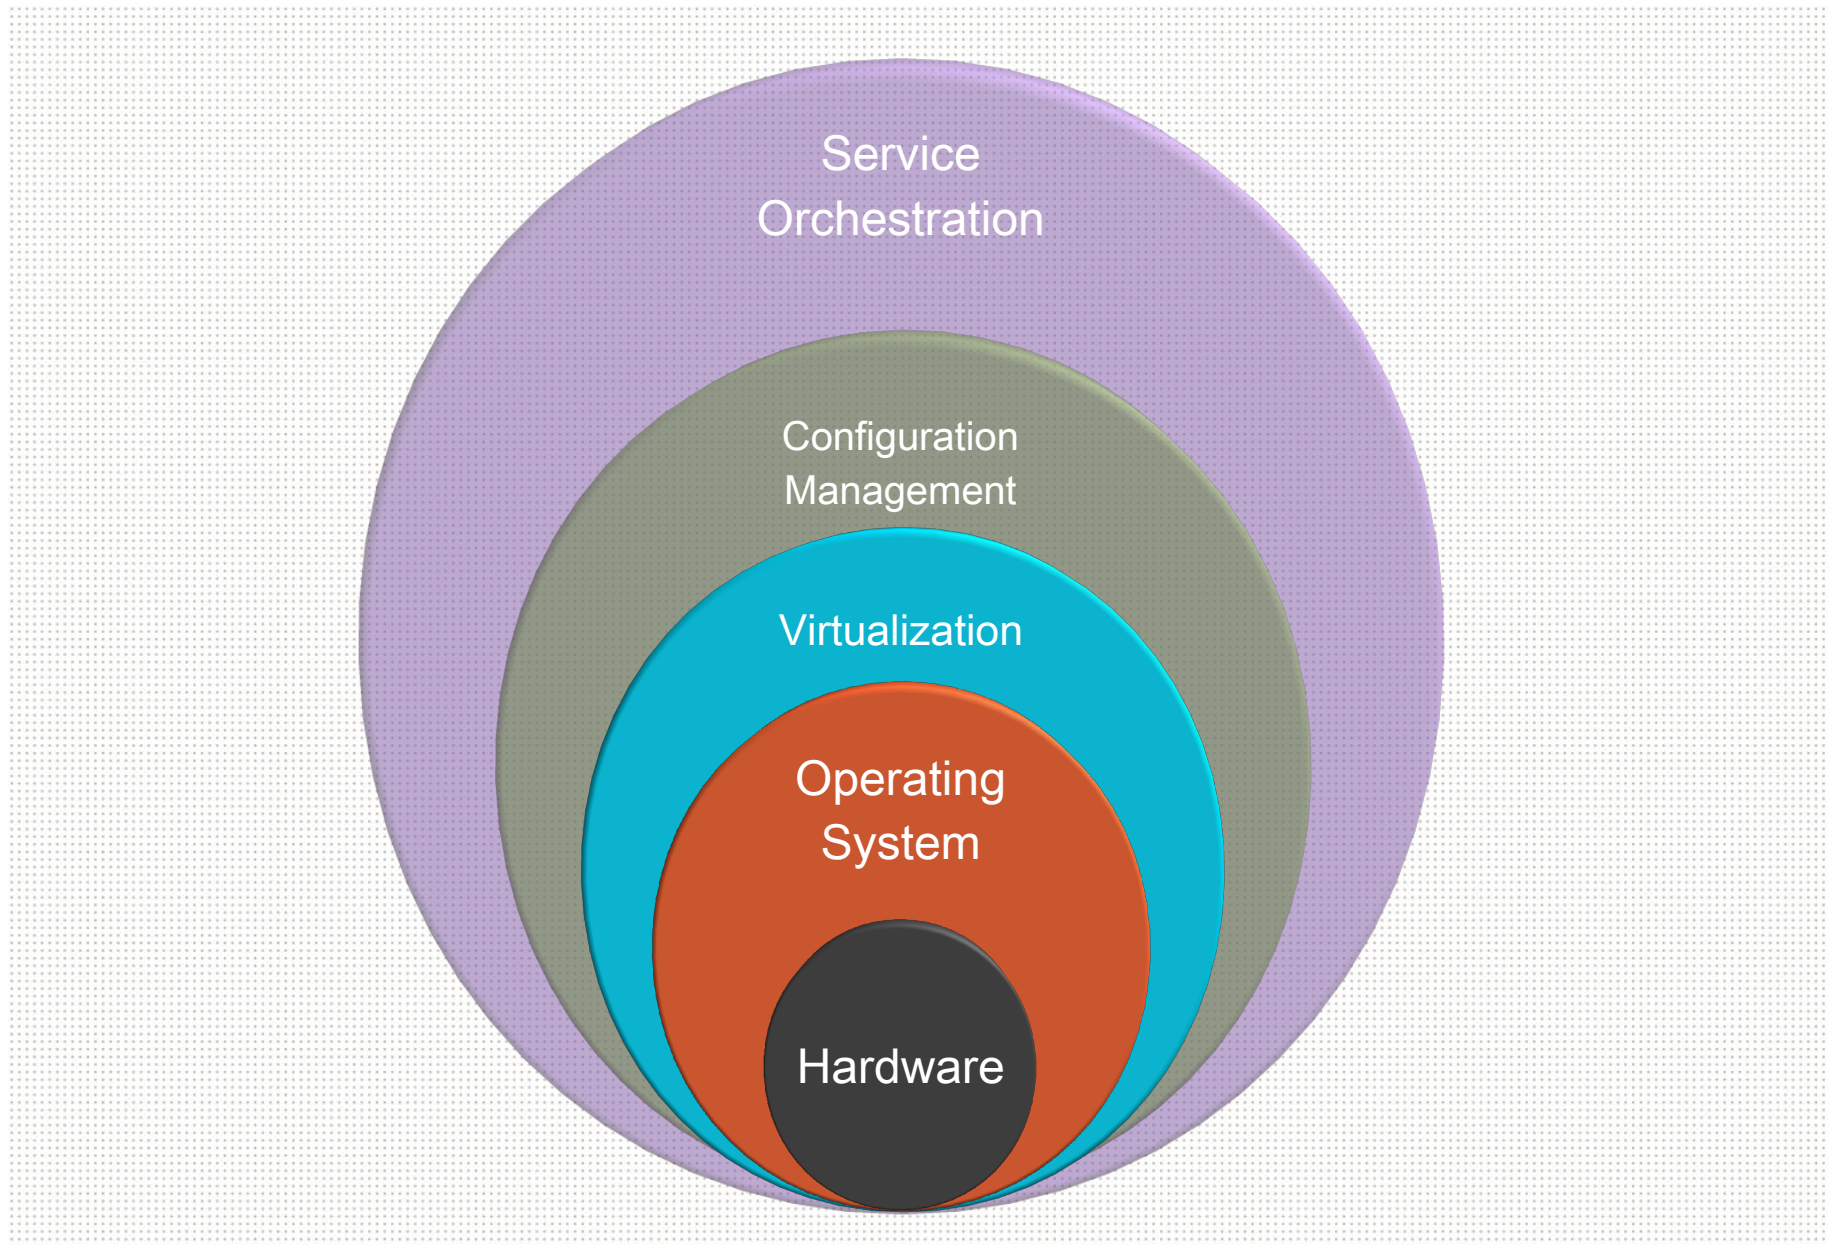 Service
Orchestration
Configuration
Management
Virtualization
Operating
System
Hardware